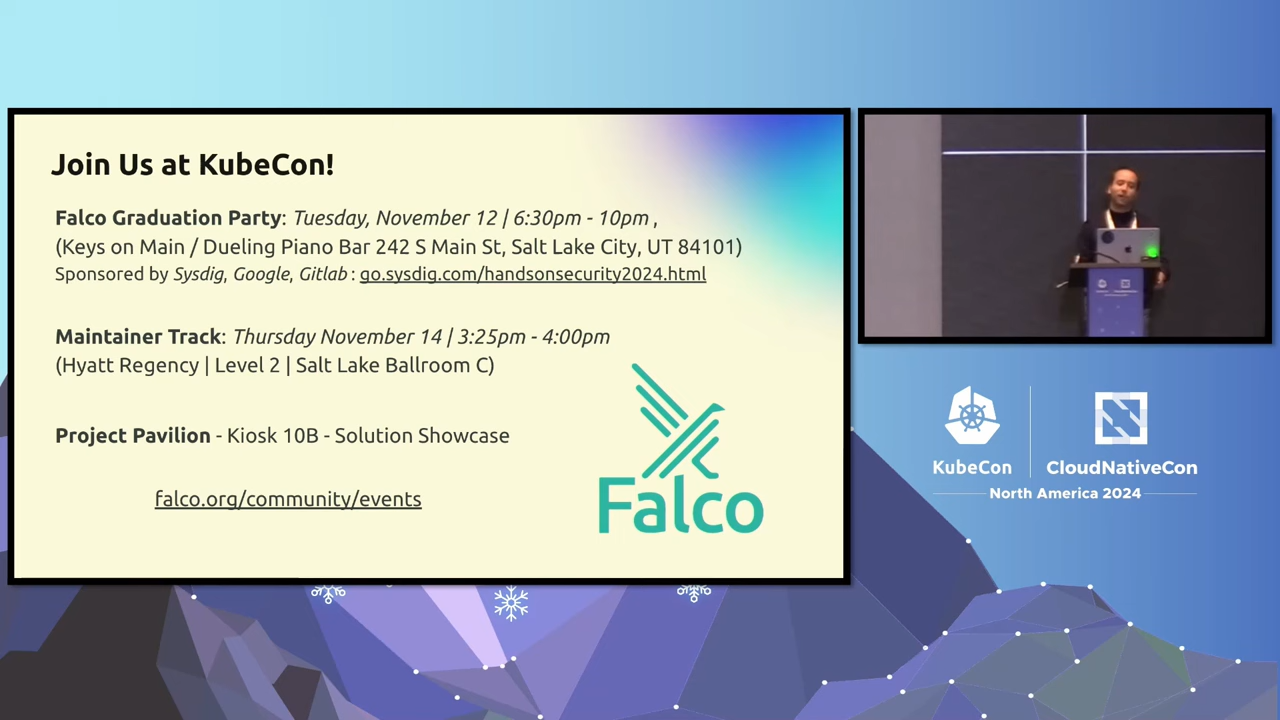 Join Us at KubeCon!
Falco Graduation Party: Tuesday, November 12 | 6:30pm - 10pm ,
(Keys on Main / Dueling Piano Bar 242 S Main St, Salt Lake City, UT 84101)
Sponsored by Sysdig, Google, Gitlab : go.sysdig.com/handsonsecurity2024.html
Maintainer Track: Thursday November 14 | 3:25pm - 4:00pm
(Hyatt Regency | Level 2 | Salt Lake Ballroom C)
Project Pavilion - Kiosk 10B - Solution Showcase
falco.org/community/events
Falco
KubeCon
CloudNativeCon
North America 2024